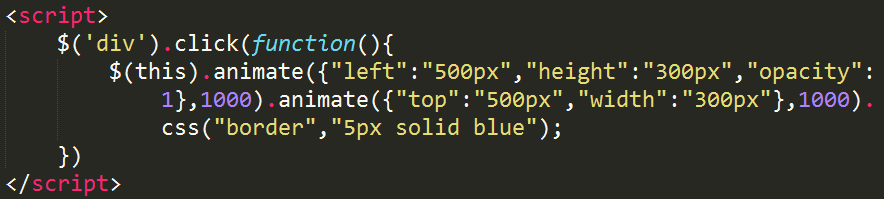 <script>
$('div').click(function(){
$(this).animate({"left":"500px","height":"300px","opacity":
1},1000).animate({"top":"500px","width":"300px"},1000).
css("border","5px solid blue");
})
</script>